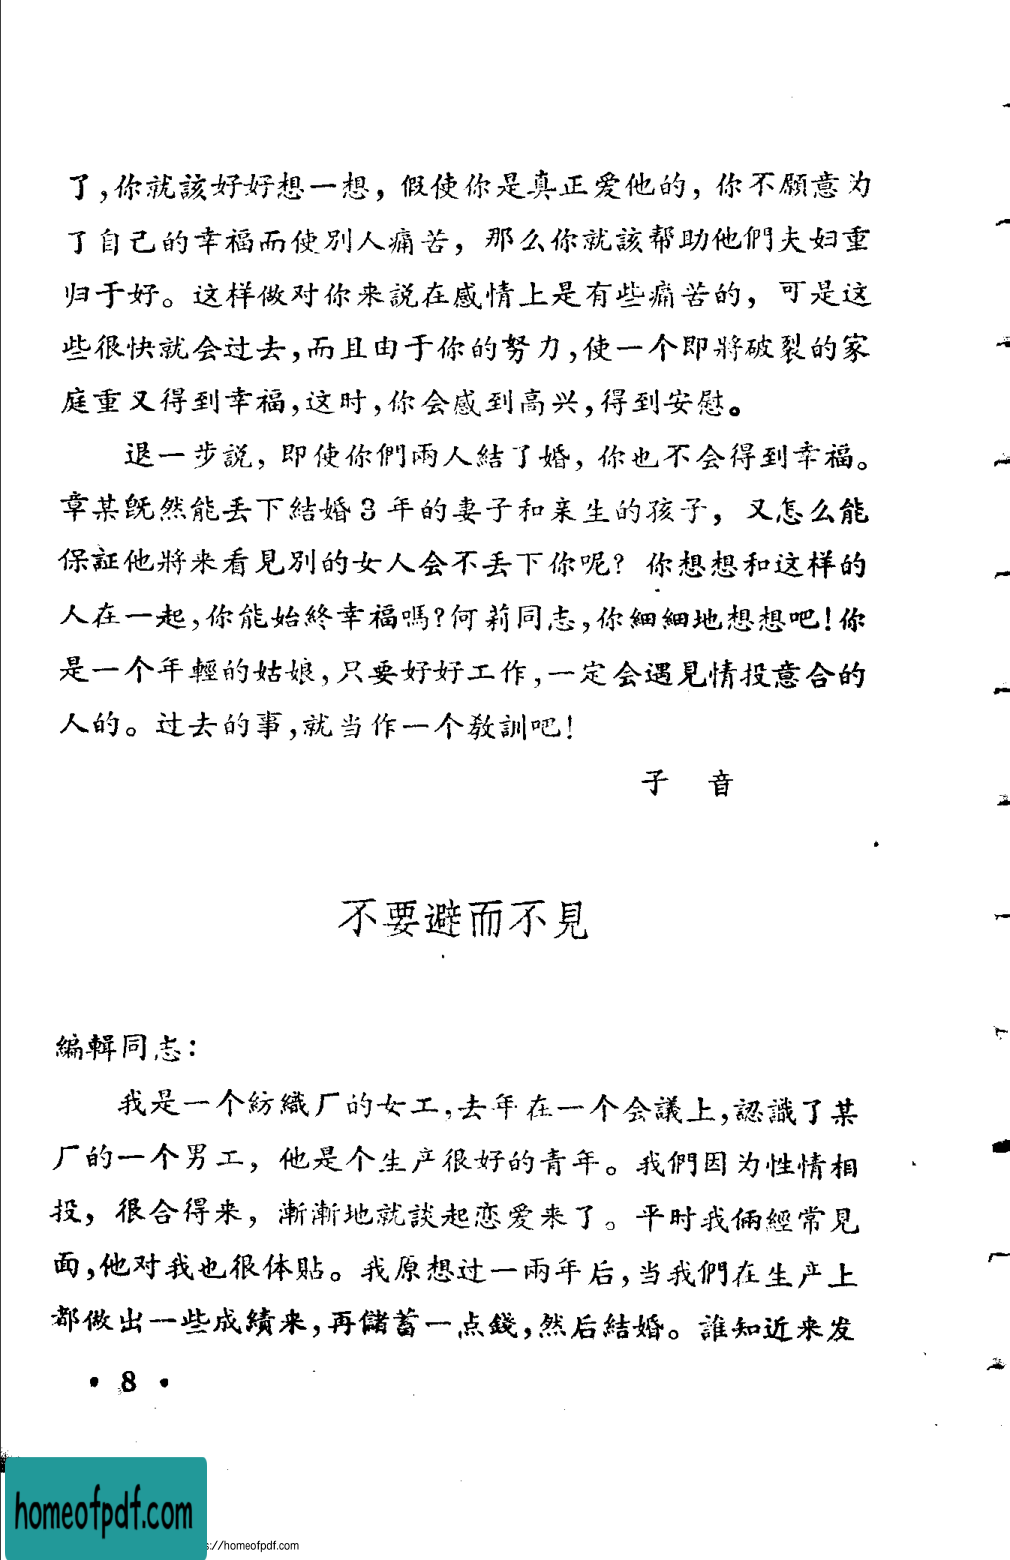 了，你就該好好想一想，假使你是真正爱他的，你不願意为
了自己的幸福而使別人痛苦，那么你就該帮助他們夫妇重
归于好。这样做对你来説在感情上是有些痛苦的，可是这
些很快就会过去，而且由于你的努力，使一个即將破裂的家
庭重又得到幸福，这时，你会感到高兴，得到安慰。
退一步説，即使你們兩人結了婚，你也不会得到幸福。
章某旣然能丢下結婚3年的妻子和亲生的孩子，又怎么能
保証他將来看見別的女人会不丢下你呢？你想想和这样的
人在一起，你能始終幸福嗎？何莉同志，你細細地想想吧！你
是一个年輕的姑娘，只要好好工作，一定会遇見情投意合的
人的。过去的事，就当作一个敎訓吧！
子 音
不要避而不見
編輯同志：
我是一个紡織厂的女工，去年在一个会議上，認識了某
厂的一个男工，他是个生产很好的青年。我們因为性情相
投，很合得来，漸漸地就談起恋爱来了。平时我倆經常見
面，他对我也很体貼。我原想过一兩年后，当我們在生产上
都做出一些成績来，再儲蓄一点錢，然后結婚。誰知近来发
• 8 •
homeofpdf.com
s://homeofpdf.com